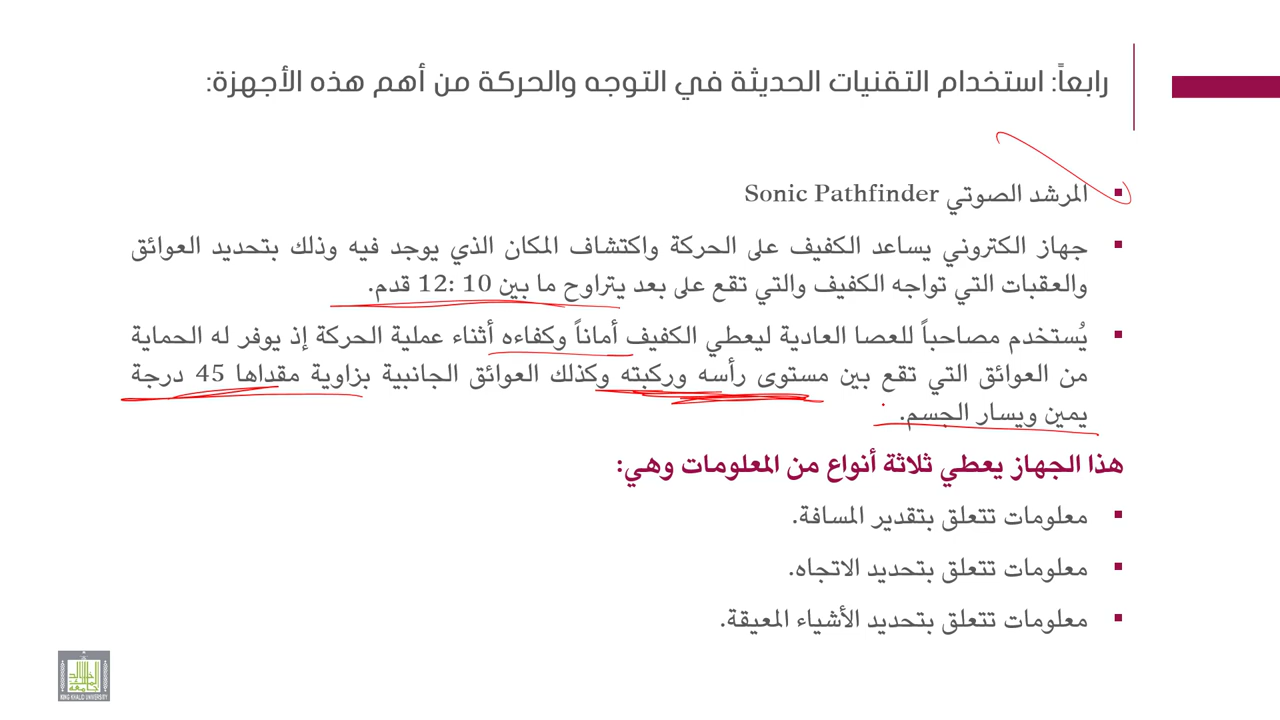 رابعاً: استخدام التقنيات الحديثة في التوجه والحركة من أهم هذه الأجهزة:
المرشد الصوتي Sonic Pathfinder
جهاز الكتروني يساعد الكفيف على الحركة واكتشاف المكان الذي يوجد فيه وذلك بتحديد العوائق
والعقبات التي تواجه الكفيف والتي تقع على بعد يتراوح ما بين 10 :12 قدم.
يُستخدم مصاحباً للعصا العادية ليعطي الكفيف أماناً وكفاءه أثناء عملية الحركة إذ يوفر له الحماية
من العوائق التي تقع بين مستوى رأسه وركبته وكذلك العوائق الجانبية بزاوية مقداها 45 درجة
يمين ويسار الجسم.
هذا الجهاز يعطي ثلاثة أنواع من المعلومات وهي:
معلومات تتعلق بتقدير المسافة.
معلومات تتعلق بتحديد الاتجاه.
معلومات تتعلق بتحديد الأشياء المعيقة.
KING KHALID UNIVERSITY